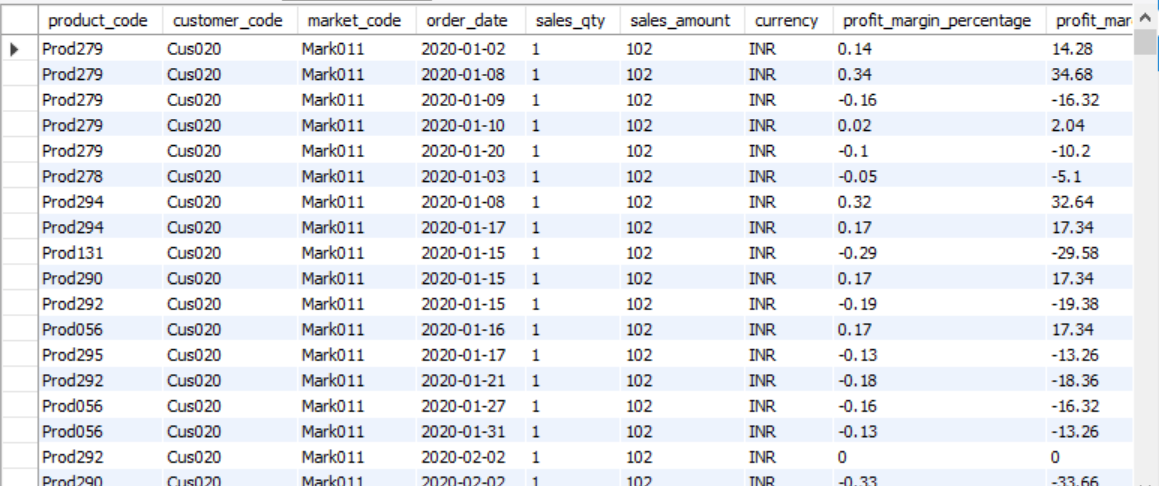 product_code customer_code market_code order_date sales_qty sales_amount currency profit_margin_percentage profit_mar
Prod279 Cus020 Mark011 2020-01-02 1 102 INR 0.14 14.28
Prod279 Cus020 Mark011 2020-01-08 1 102 INR 0.34 34.68
Prod279 Cus020 Mark011 2020-01-09 1 102 INR -0.16 -16.32
Prod279 Cus020 Mark011 2020-01-10 1 102 INR 0.02 2.04
Prod279 Cus020 Mark011 2020-01-20 1 102 INR -0.1 -10.2
Prod278 Cus020 Mark011 2020-01-03 1 102 INR -0.05 -5.1
Prod294 Cus020 Mark011 2020-01-08 1 102 INR 0.32 32.64
Prod294 Cus020 Mark011 2020-01-17 1 102 INR 0.17 17.34
Prod131 Cus020 Mark011 2020-01-15 1 102 INR -0.29 -29.58
Prod290 Cus020 Mark011 2020-01-15 1 102 INR 0.17 17.34
Prod292 Cus020 Mark011 2020-01-15 1 102 INR -0.19 -19.38
Prod056 Cus020 Mark011 2020-01-16 1 102 INR 0.17 17.34
Prod295 Cus020 Mark011 2020-01-17 1 102 INR -0.13 -13.26
Prod292 Cus020 Mark011 2020-01-21 1 102 INR -0.18 -18.36
Prod056 Cus020 Mark011 2020-01-27 1 102 INR -0.16 -16.32
Prod056 Cus020 Mark011 2020-01-31 1 102 INR -0.13 -13.26
Prod292 Cus020 Mark011 2020-02-02 1 102 INR 0 0
Prod290 Cus020 Mark011 2020-02-02 1 102 INR -0.33 -33.66